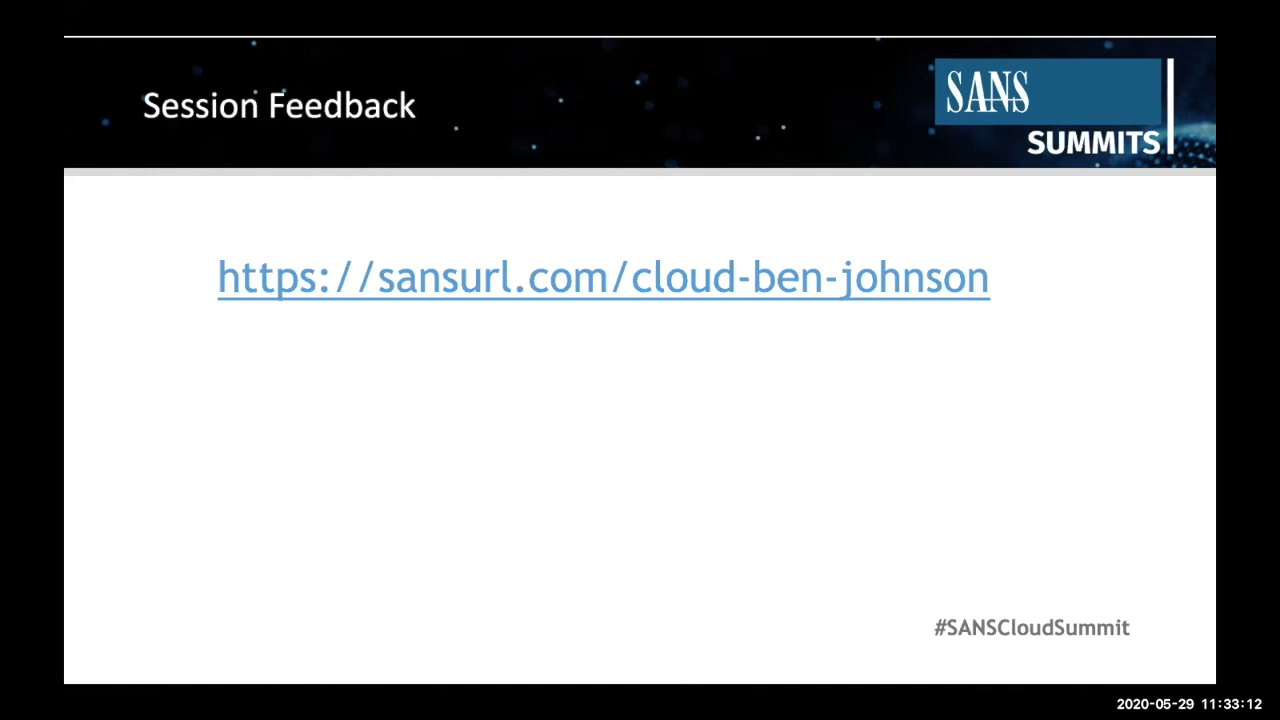 Session Feedback
SANS
SUMMITS
https://sansurl.com/cloud-ben-johnson
#SANSCloudSummit
2020-05-29 11:33:12